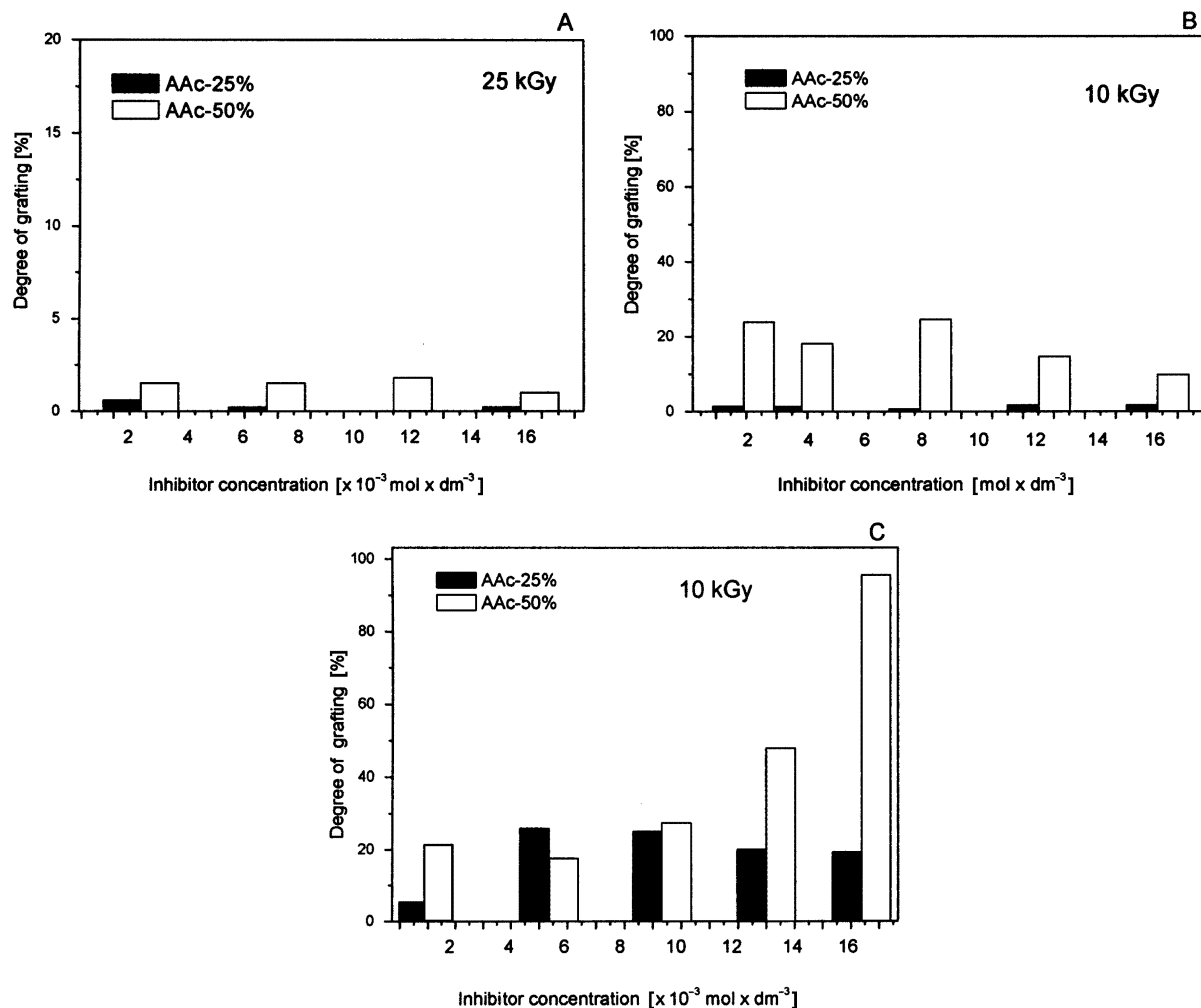 A
20
15
10
5
0
Degree of grafting [%]
AAc-25%
AAc-50%
25 kGy
2 4 6 8 10 12 14 16
Inhibitor concentration [x 10⁻³ mol x dm⁻³]
B
100
80
60
40
20
0
Degree of grafting [%]
AAc-25%
AAc-50%
10 kGy
2 4 6 8 10 12 14 16
Inhibitor concentration [mol x dm⁻³]
C
100
80
60
40
20
0
Degree of grafting [%]
AAc-25%
AAc-50%
10 kGy
2 4 6 8 10 12 14 16
Inhibitor concentration [x 10⁻³ mol x dm⁻³]